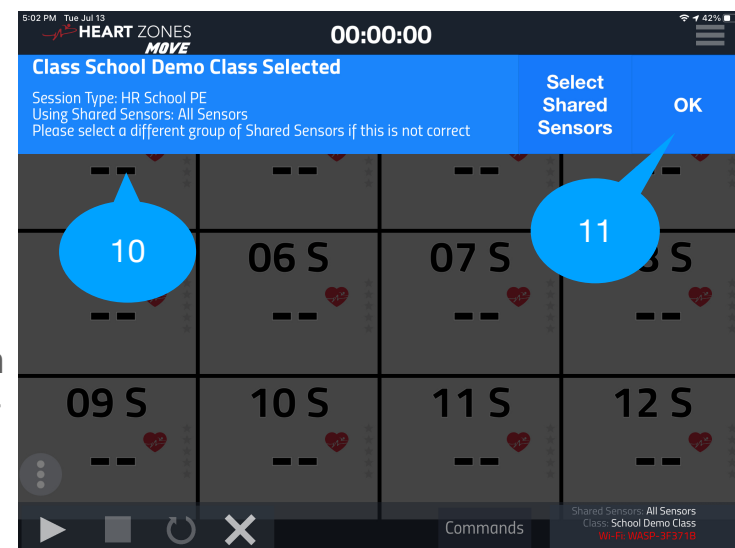 5:02 PM Tue Jul 13
42%
HEART ZONES
MOVE
00:00:00
Class School Demo Class Selected
Session Type: HR School PE
Using Shared Sensors: All Sensors
Please select a different group of Shared Sensors if this is not correct
Select
Shared
Sensors
OK
-- -- -- --
10
11
06 S
07 S
S
-- -- -- --
09 S
10 S
11 S
12 S
-- -- -- --
Commands
Shared Sensors: All Sensors
Class: School Demo Class
Wi-Fi: WASP-3F371B